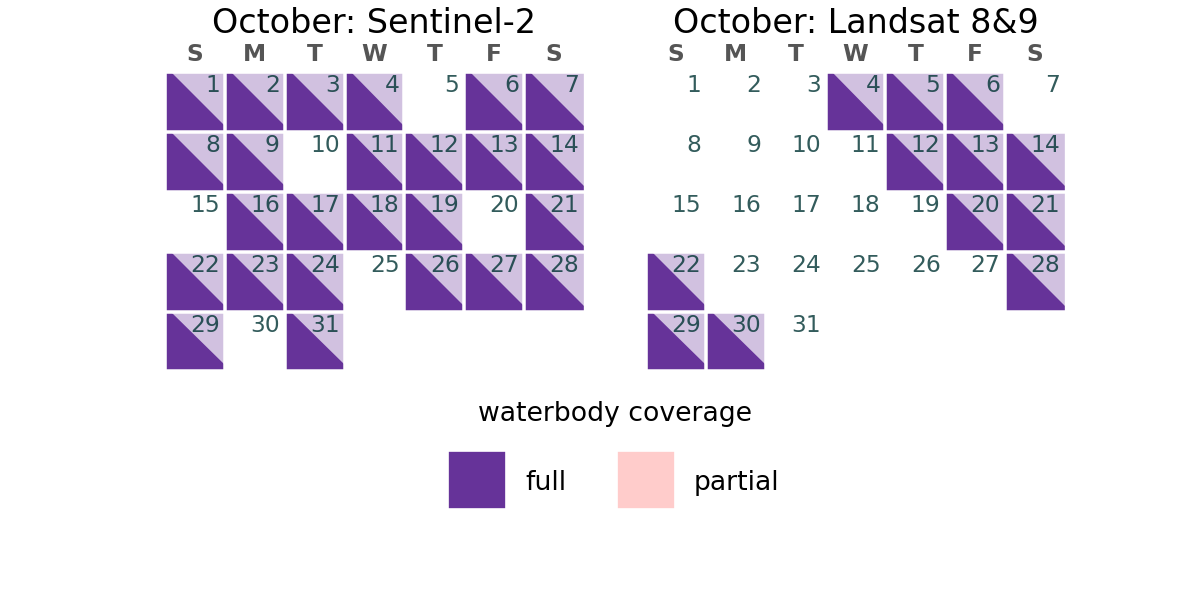 October: Sentinel-2
S M T W T F S
1 2 3 4 5 6 7
8 9 10 11 12 13 14
15 16 17 18 19 20 21
22 23 24 25 26 27 28
29 30 31
October: Landsat 8&9
S M T W T F S
1 2 3 4 5 6 7
8 9 10 11 12 13 14
15 16 17 18 19 20 21
22 23 24 25 26 27 28
29 30 31
waterbody coverage
full partial